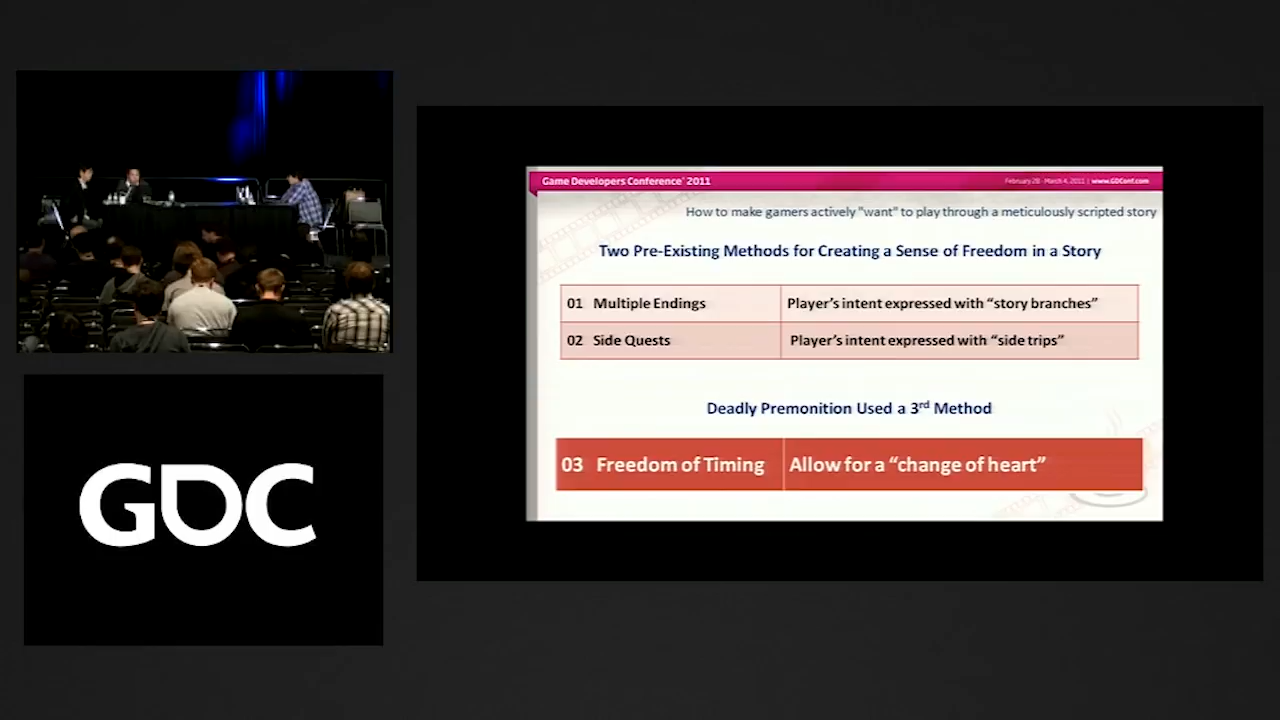 Game Developers Conference® 2011
February 28 - March 4, 2011 | www.GDConf.com
How to make gamers actively "want" to play through a meticulously scripted story
Two Pre-Existing Methods for Creating a Sense of Freedom in a Story
01 Multiple Endings Player's intent expressed with “story branches”
02 Side Quests Player's intent expressed with “side trips”
Deadly Premonition Used a 3rd Method
03 Freedom of Timing Allow for a “change of heart”
GDC